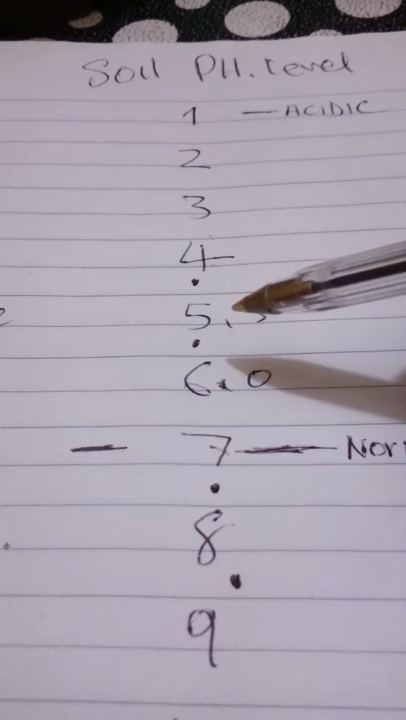 Soil PH. Level
1 — ACIDIC
2
3
4
5.
6.0
— 7 — Nor
8
9